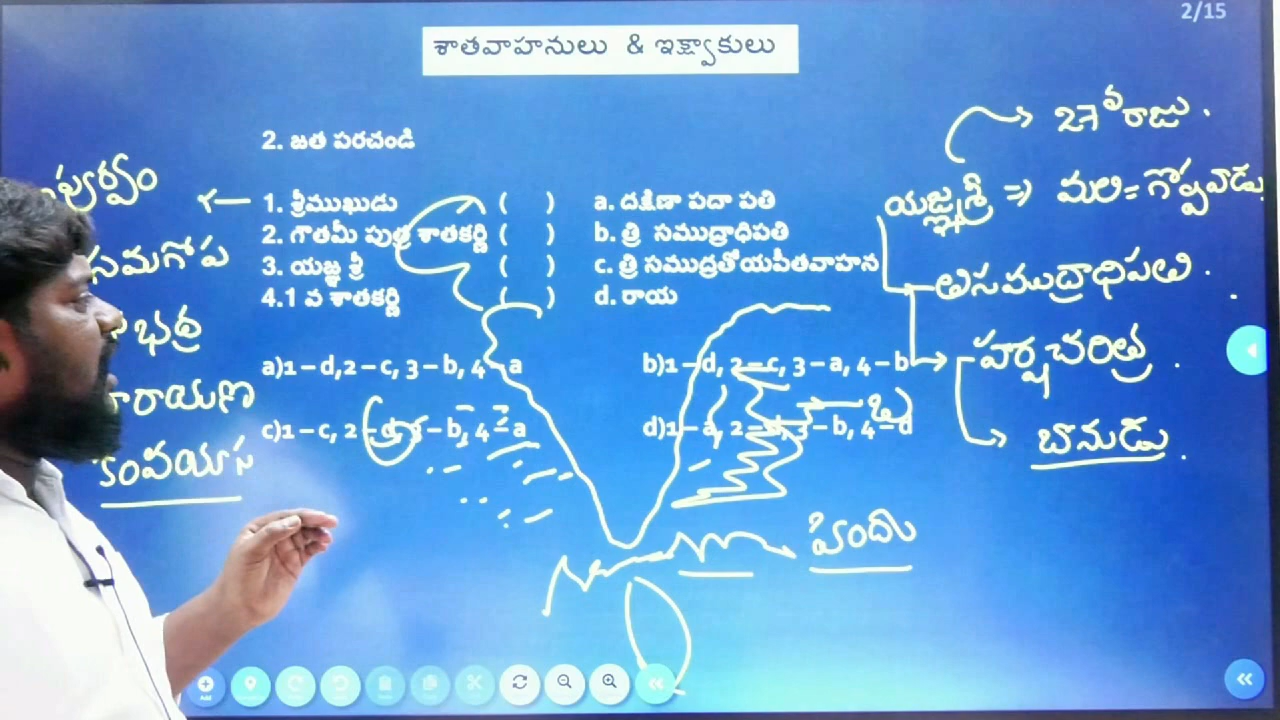 2/15
శాతవాహనులు & ఇక్ష్వాకులు
2. జత పరచండి
1. శ్రీముఖుడు ( ) a. దక్షిణా పదా పతి
2. గౌతమీ పుత్ర శాతకర్ణి ( ) b. త్రి సముద్రాధిపతి
3. యజ్ఞ శ్రీ ( ) c. త్రి సముద్రతోయపీతవాహన
4.1 వ శాతకర్ణి ( ) d. రాయ
a)1-d,2-c, 3-b, 4-a b)1-d, 2-c, 3-a, 4-b
c)1-c, 2-d, 3-b, 4-a d)1-a, 2-d, 3-b, 4-d
27వ రాజు.
యజ్ఞశ్రీ => మలి= గొప్పవాడు.
త్రిసముద్రాధిపతి.
హర్షచరిత్ర.
బానుడు.
హిందు
సమగోప
Add